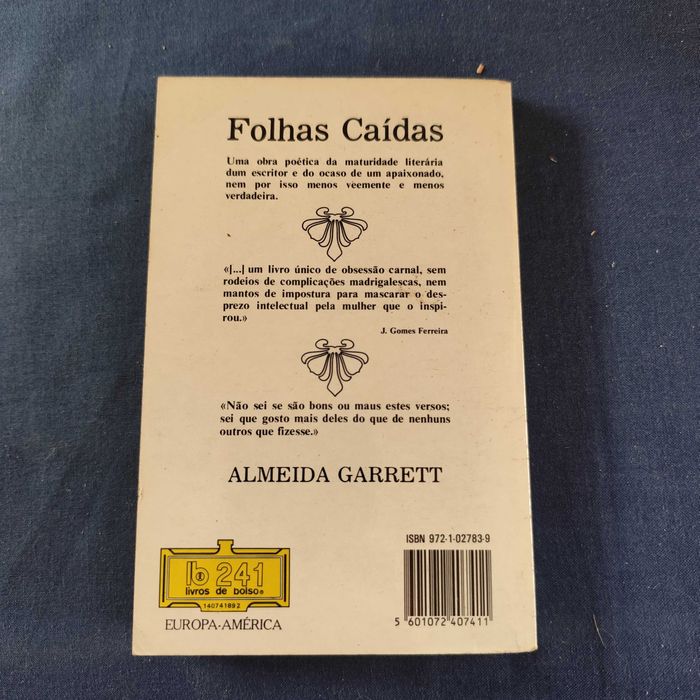 Folhas Caídas
Uma obra poética da maturidade literária
dum escritor e do ocaso de um apaixonado,
nem por isso menos veemente e menos
verdadeira.
«[...] um livro único de obsessão carnal, sem
rodeios de complicações madrigalescas, nem
mantos de impostura para mascarar o des-
prezo intelectual pela mulher que o inspi-
rou.»
J. Gomes Ferreira
«Não sei se são bons ou maus estes versos;
sei que gosto mais deles do que de nenhuns
outros que fizesse.»
ALMEIDA GARRETT
ISBN 972-1-02783-9
lb 241
livros de bolso®
140741892
EUROPA-AMÉRICA
5 601072 407411